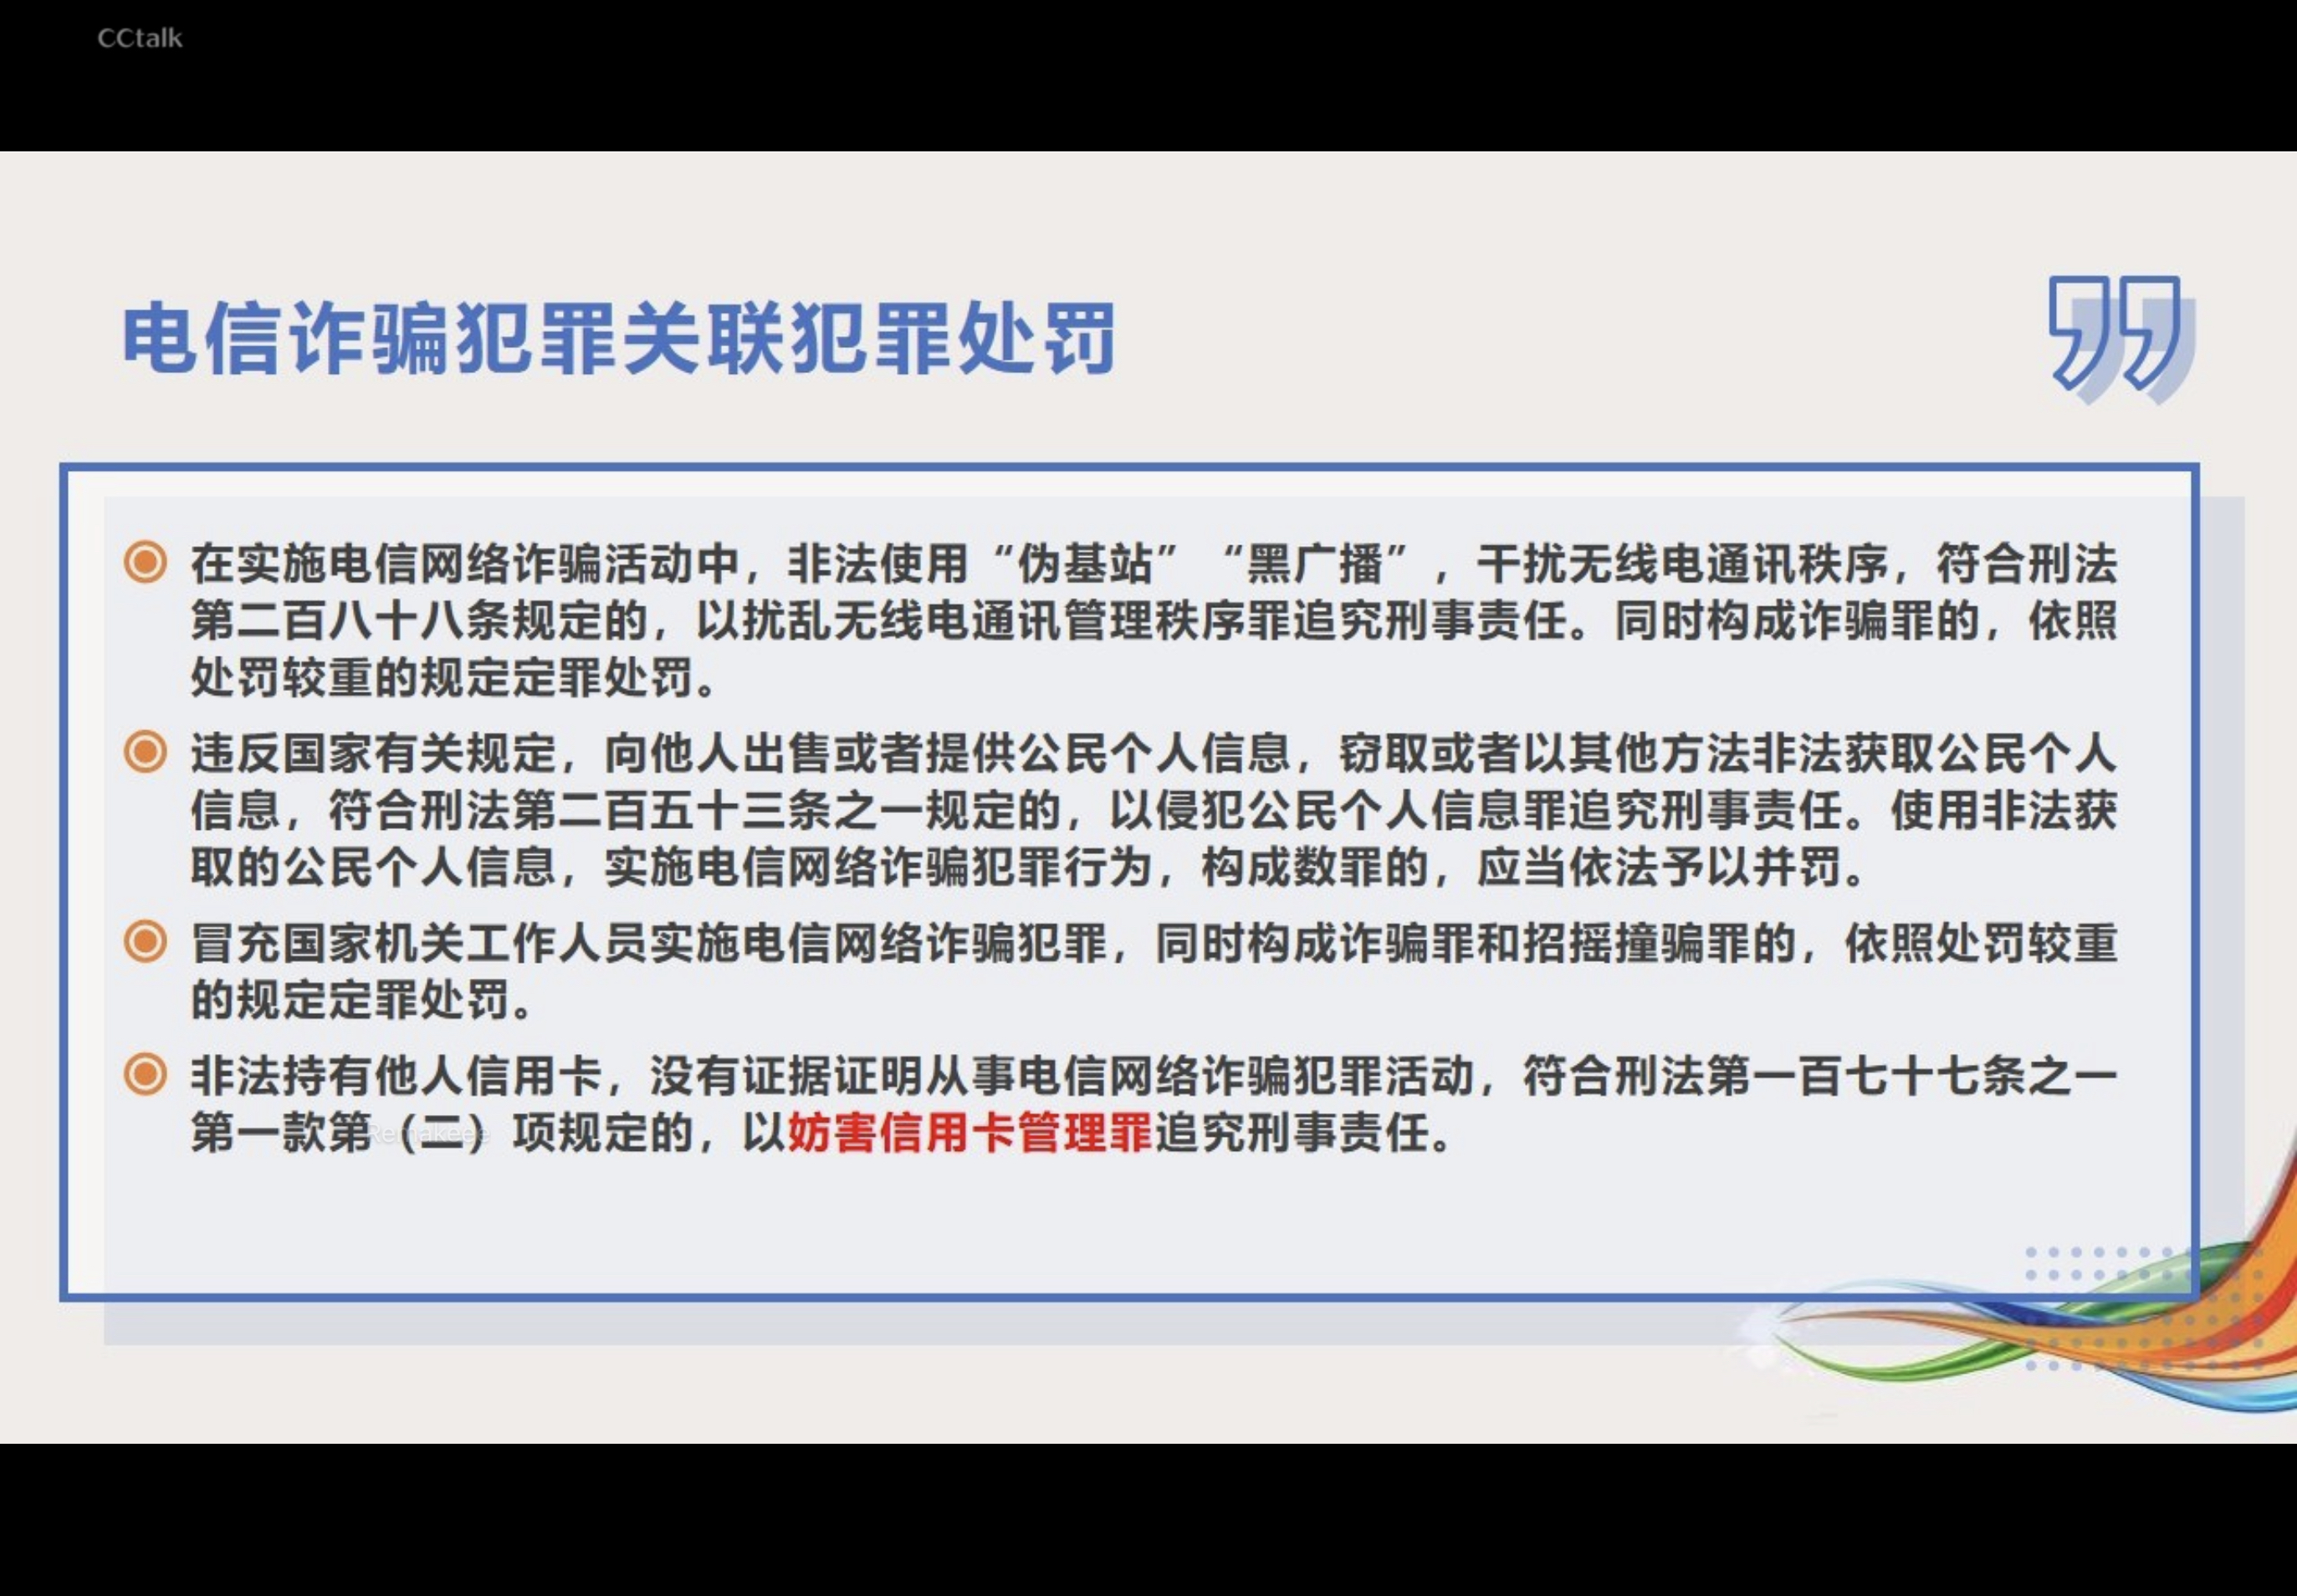 CCtalk
电信诈骗犯罪关联犯罪处罚
在实施电信网络诈骗活动中，非法使用“伪基站”“黑广播”，干扰无线电通讯秩序，符合刑法
第二百八十八条规定的，以扰乱无线电通讯管理秩序罪追究刑事责任。同时构成诈骗罪的，依照
处罚较重的规定定罪处罚。
违反国家有关规定，向他人出售或者提供公民个人信息，窃取或者以其他方法非法获取公民个人
信息，符合刑法第二百五十三条之一规定的，以侵犯公民个人信息罪追究刑事责任。使用非法获
取的公民个人信息，实施电信网络诈骗犯罪行为，构成数罪的，应当依法予以并罚。
冒充国家机关工作人员实施电信网络诈骗犯罪，同时构成诈骗罪和招摇撞骗罪的，依照处罚较重
的规定定罪处罚。
非法持有他人信用卡，没有证据证明从事电信网络诈骗犯罪活动，符合刑法第一百七十七条之一
第一款第（二）项规定的，以妨害信用卡管理罪追究刑事责任。